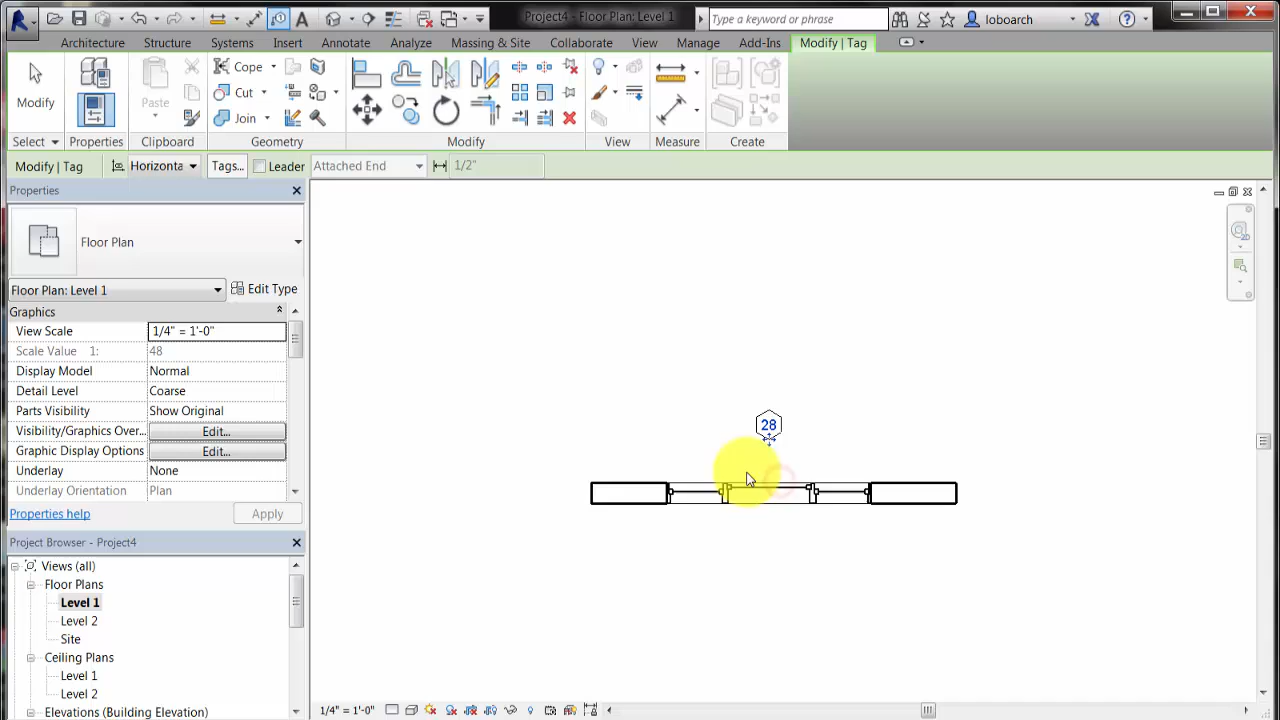 Project4 - Floor Plan: Level 1
Type a keyword or phrase
loboarch
Architecture Structure Systems Insert Annotate Analyze Massing & Site Collaborate View Manage Add-Ins Modify | Tag
Modify
Paste
Cope
Cut
Join
Select Properties Clipboard Geometry Modify View Measure Create
Modify | Tag Horizonta Tags... Leader Attached End 1/2"
Properties
Floor Plan
Floor Plan: Level 1 Edit Type
Graphics
View Scale 1/4" = 1'-0"
Scale Value 1: 48
Display Model Normal
Detail Level Coarse
Parts Visibility Show Original
Visibility/Graphics Over... Edit...
Graphic Display Options Edit...
Underlay None
Underlay Orientation Plan
Properties help Apply
Project Browser - Project4
Views (all)
Floor Plans
Level 1
Level 2
Site
Ceiling Plans
Level 1
Level 2
Elevations (Building Elevation)
28
1/4" = 1'-0"